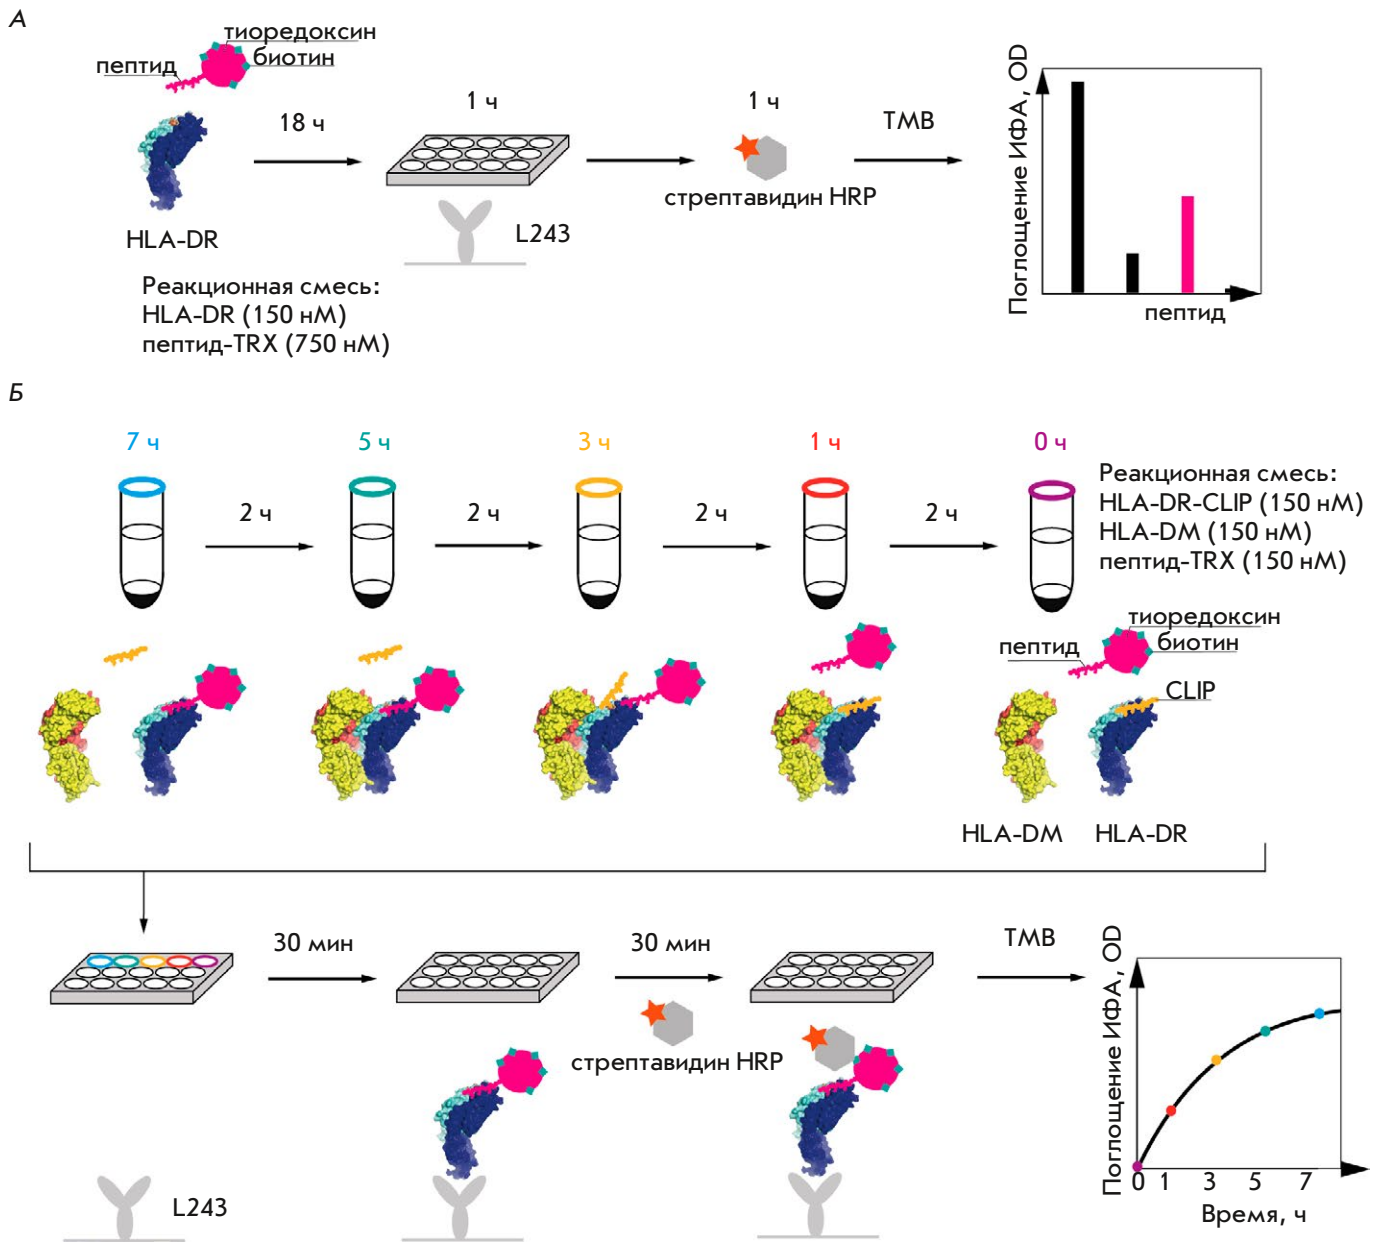 А
тиоредоксин
биотин
пептид
HLA-DR
18 ч
1 ч
L243
1 ч
стрептавидин HRP
TMB
Поглощение ИфА, OD
пептид
Реакционная смесь:
HLA-DR (150 нМ)
пептид-TRX (750 нМ)
Б
7 ч
5 ч
3 ч
1 ч
0 ч
2 ч
2 ч
2 ч
2 ч
Реакционная смесь:
HLA-DR-CLIP (150 нМ)
HLA-DM (150 нМ)
пептид-TRX (150 нМ)
тиоредоксин
биотин
пептид
CLIP
HLA-DM
HLA-DR
30 мин
30 мин
TMB
стрептавидин HRP
L243
Поглощение ИфА, OD
0 1 3 5 7
Время, ч